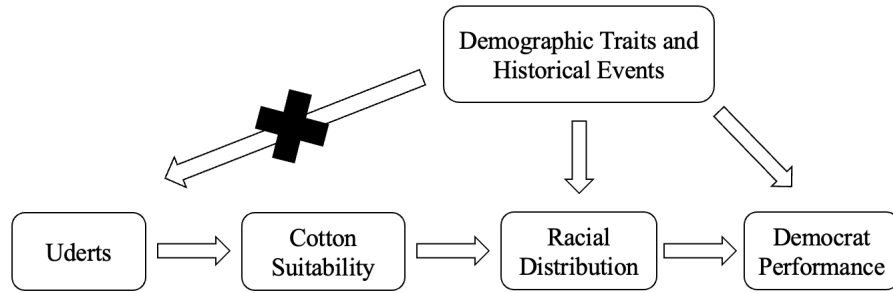 Demographic Traits and
Historical Events
Uderts
Cotton
Suitability
Racial
Distribution
Democrat
Performance